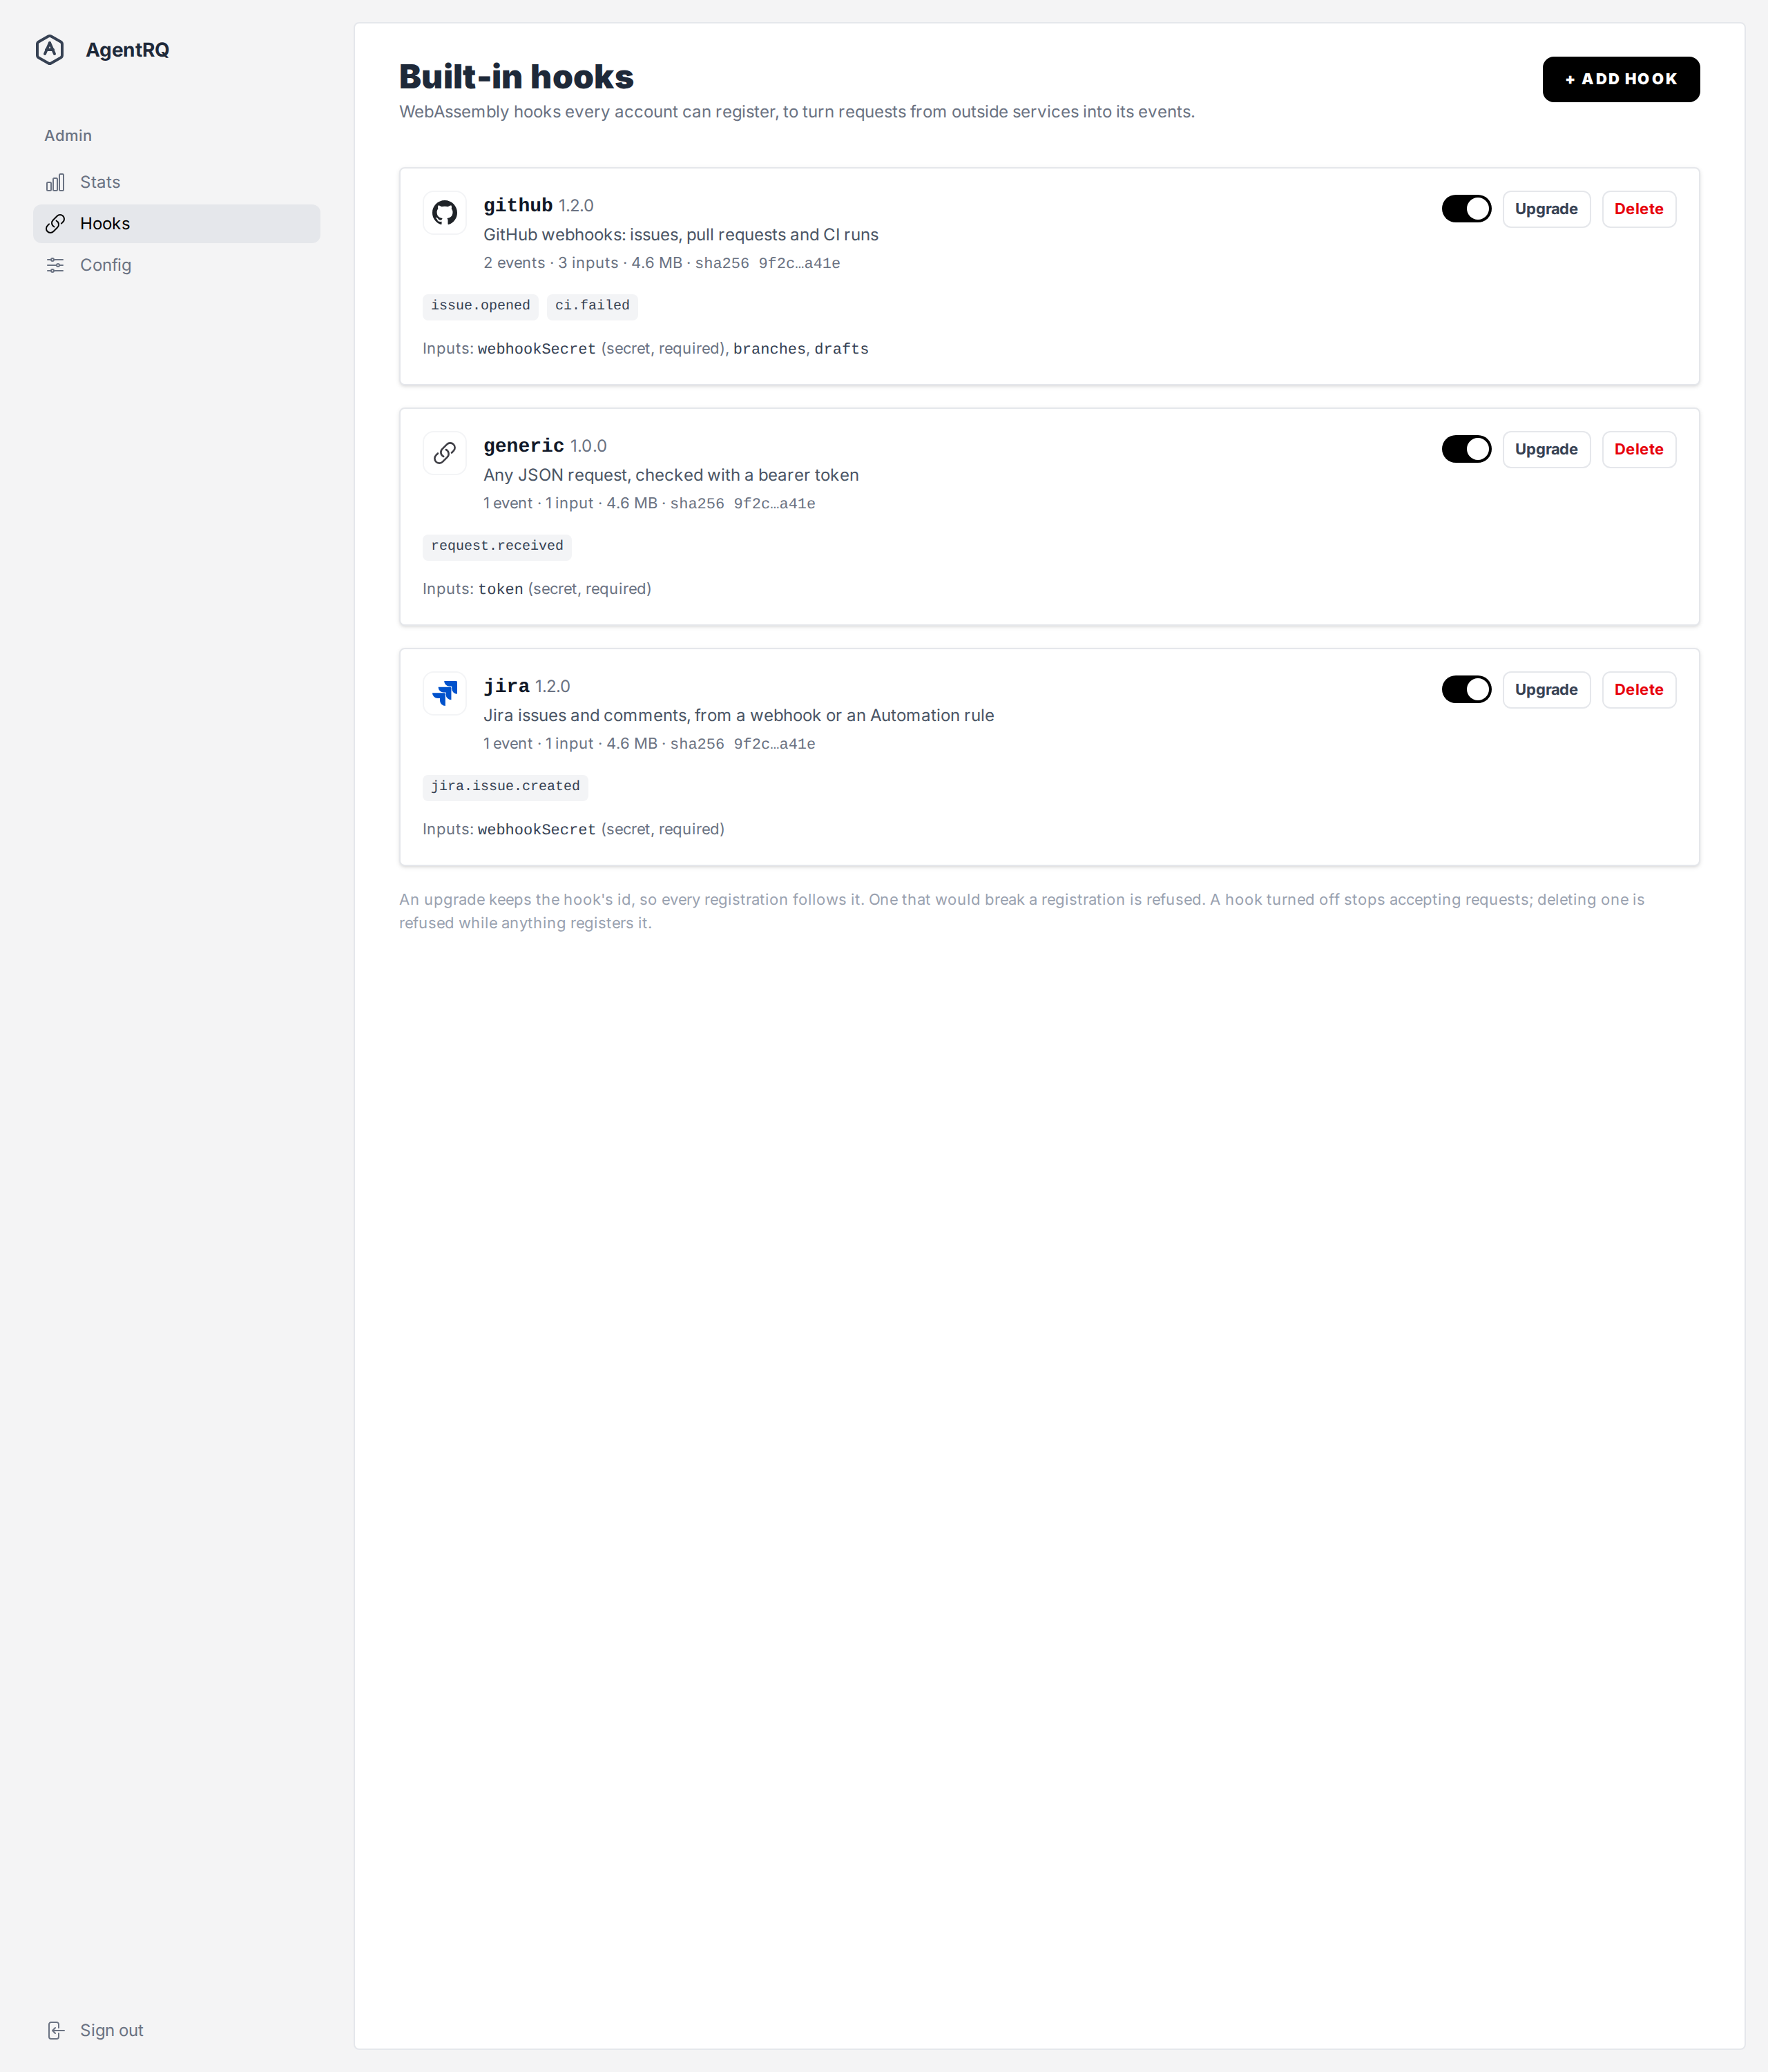 AgentRQ
Admin
Stats
Hooks
Config
Sign out
Built-in hooks
WebAssembly hooks every account can register, to turn requests from outside services into its events.
+ ADD HOOK
github 1.2.0
GitHub webhooks: issues, pull requests and CI runs
2 events · 3 inputs · 4.6 MB · sha256 9f2c…a41e
Upgrade
Delete
issue.opened
ci.failed
Inputs: webhookSecret (secret, required), branches, drafts
generic 1.0.0
Any JSON request, checked with a bearer token
1 event · 1 input · 4.6 MB · sha256 9f2c…a41e
Upgrade
Delete
request.received
Inputs: token (secret, required)
jira 1.2.0
Jira issues and comments, from a webhook or an Automation rule
1 event · 1 input · 4.6 MB · sha256 9f2c…a41e
Upgrade
Delete
jira.issue.created
Inputs: webhookSecret (secret, required)
An upgrade keeps the hook's id, so every registration follows it. One that would break a registration is refused. A hook turned off stops accepting requests; deleting one is
refused while anything registers it.